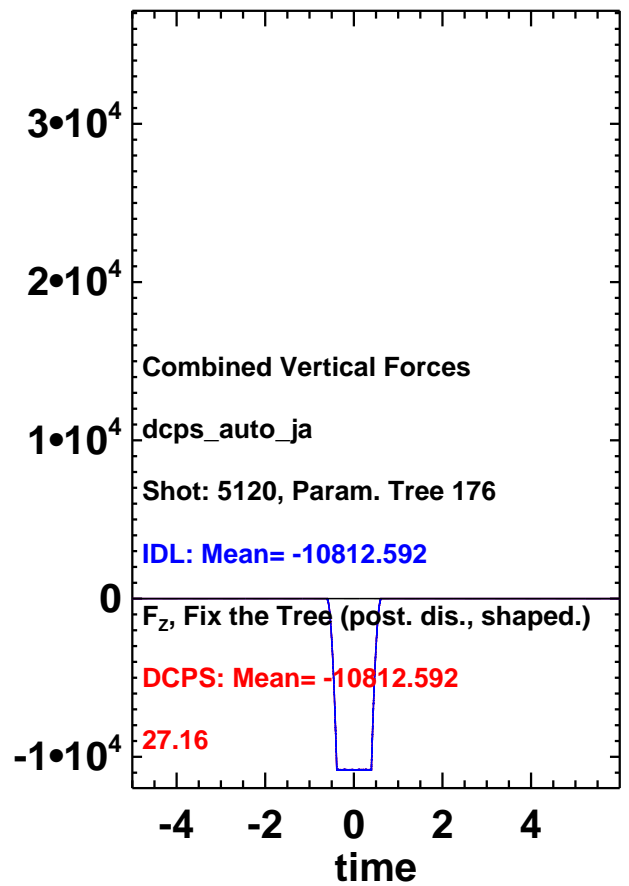 3•10⁴
2•10⁴
Combined Vertical Forces
1•10⁴
dcps_auto_ja
Shot: 5120, Param. Tree 176
IDL: Mean= -10812.592
0
F_Z, Fix the Tree (post. dis., shaped.)
DCPS: Mean= -10812.592
27.16
-1•10⁴
-4 -2 0 2 4
time